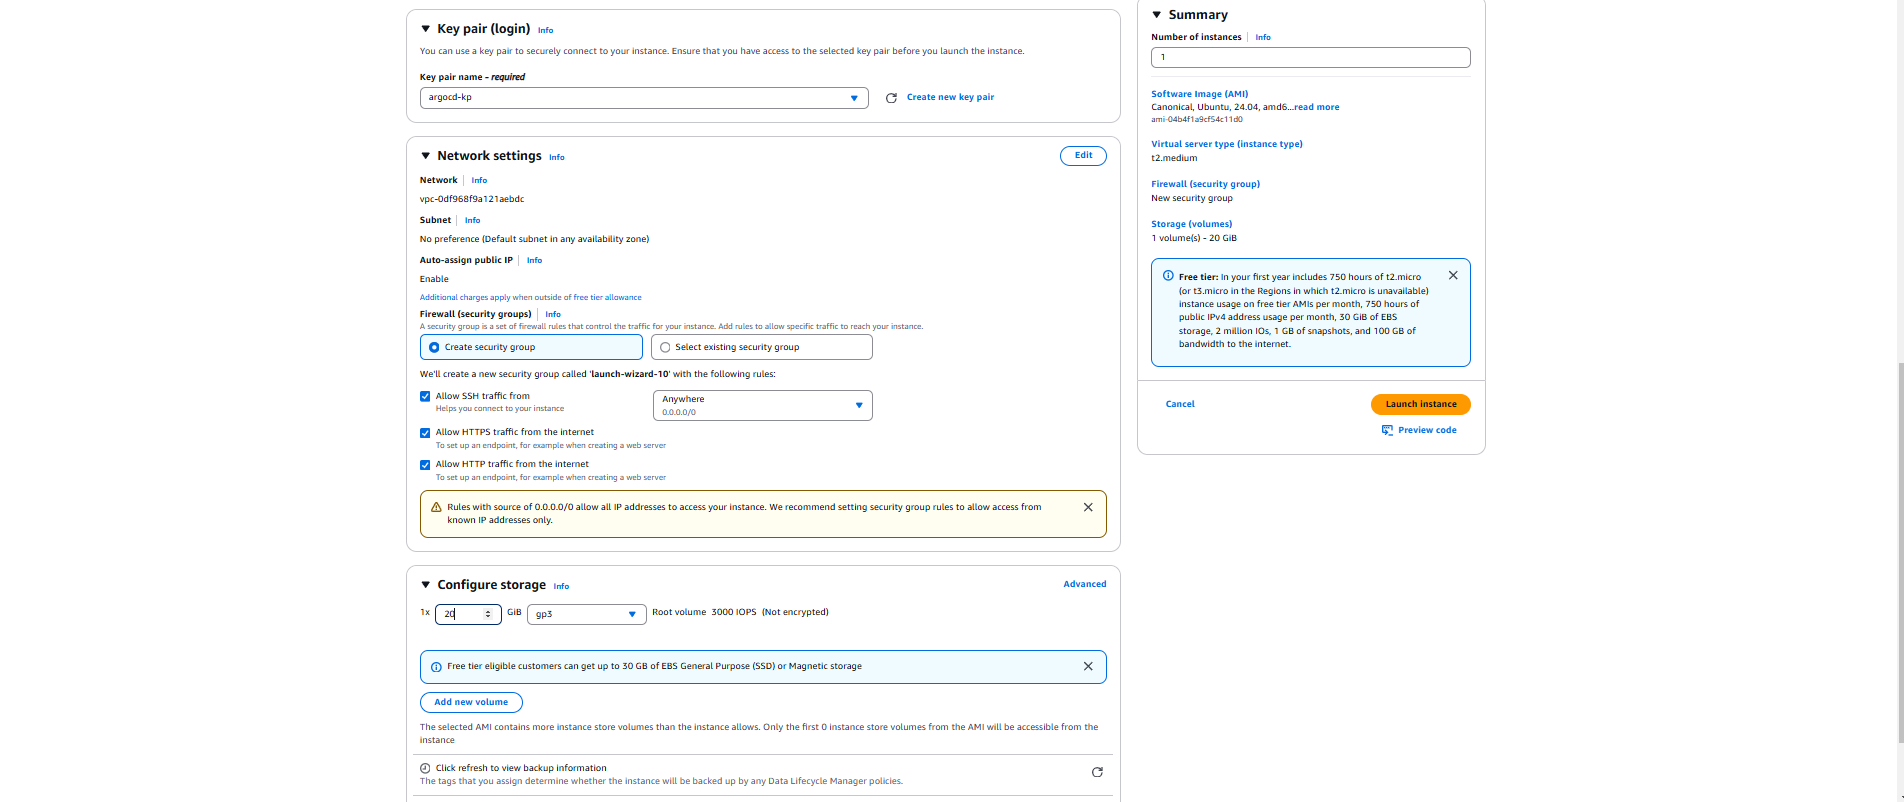 Key pair (login) Info
You can use a key pair to securely connect to your instance. Ensure that you have access to the selected key pair before you launch the instance.
Key pair name - required
argocd-kp
Create new key pair
Network settings Info
Edit
Network Info
vpc-0df968f9a121aebdc
Subnet Info
No preference (Default subnet in any availability zone)
Auto-assign public IP Info
Enable
Additional charges apply when outside of free tier allowance
Firewall (security groups) Info
A security group is a set of firewall rules that control the traffic for your instance. Add rules to allow specific traffic to reach your instance.
Create security group
Select existing security group
We'll create a new security group called 'launch-wizard-10' with the following rules:
Allow SSH traffic from
Helps you connect to your instance
Anywhere
0.0.0.0/0
Allow HTTPS traffic from the internet
To set up an endpoint, for example when creating a web server
Allow HTTP traffic from the internet
To set up an endpoint, for example when creating a web server
Rules with source of 0.0.0.0/0 allow all IP addresses to access your instance. We recommend setting security group rules to allow access from
known IP addresses only.
Configure storage Info
Advanced
1x 20 GiB gp3 Root volume 3000 IOPS (Not encrypted)
Free tier eligible customers can get up to 30 GB of EBS General Purpose (SSD) or Magnetic storage
Add new volume
The selected AMI contains more instance store volumes than the instance allows. Only the first 0 instance store volumes from the AMI will be accessible from the
instance
Click refresh to view backup information
The tags that you assign determine whether the instance will be backed up by any Data Lifecycle Manager policies.
Summary
Number of instances Info
1
Software Image (AMI)
Canonical, Ubuntu, 24.04, amd6...read more
ami-04b4f1a9cf54c11d0
Virtual server type (instance type)
t2.medium
Firewall (security group)
New security group
Storage (volumes)
1 volume(s) - 20 GiB
Free tier: In your first year includes 750 hours of t2.micro
(or t3.micro in the Regions in which t2.micro is unavailable)
instance usage on free tier AMIs per month, 750 hours of
public IPv4 address usage per month, 30 GiB of EBS
storage, 2 million IOs, 1 GB of snapshots, and 100 GB of
bandwidth to the internet.
Cancel
Launch instance
Preview code